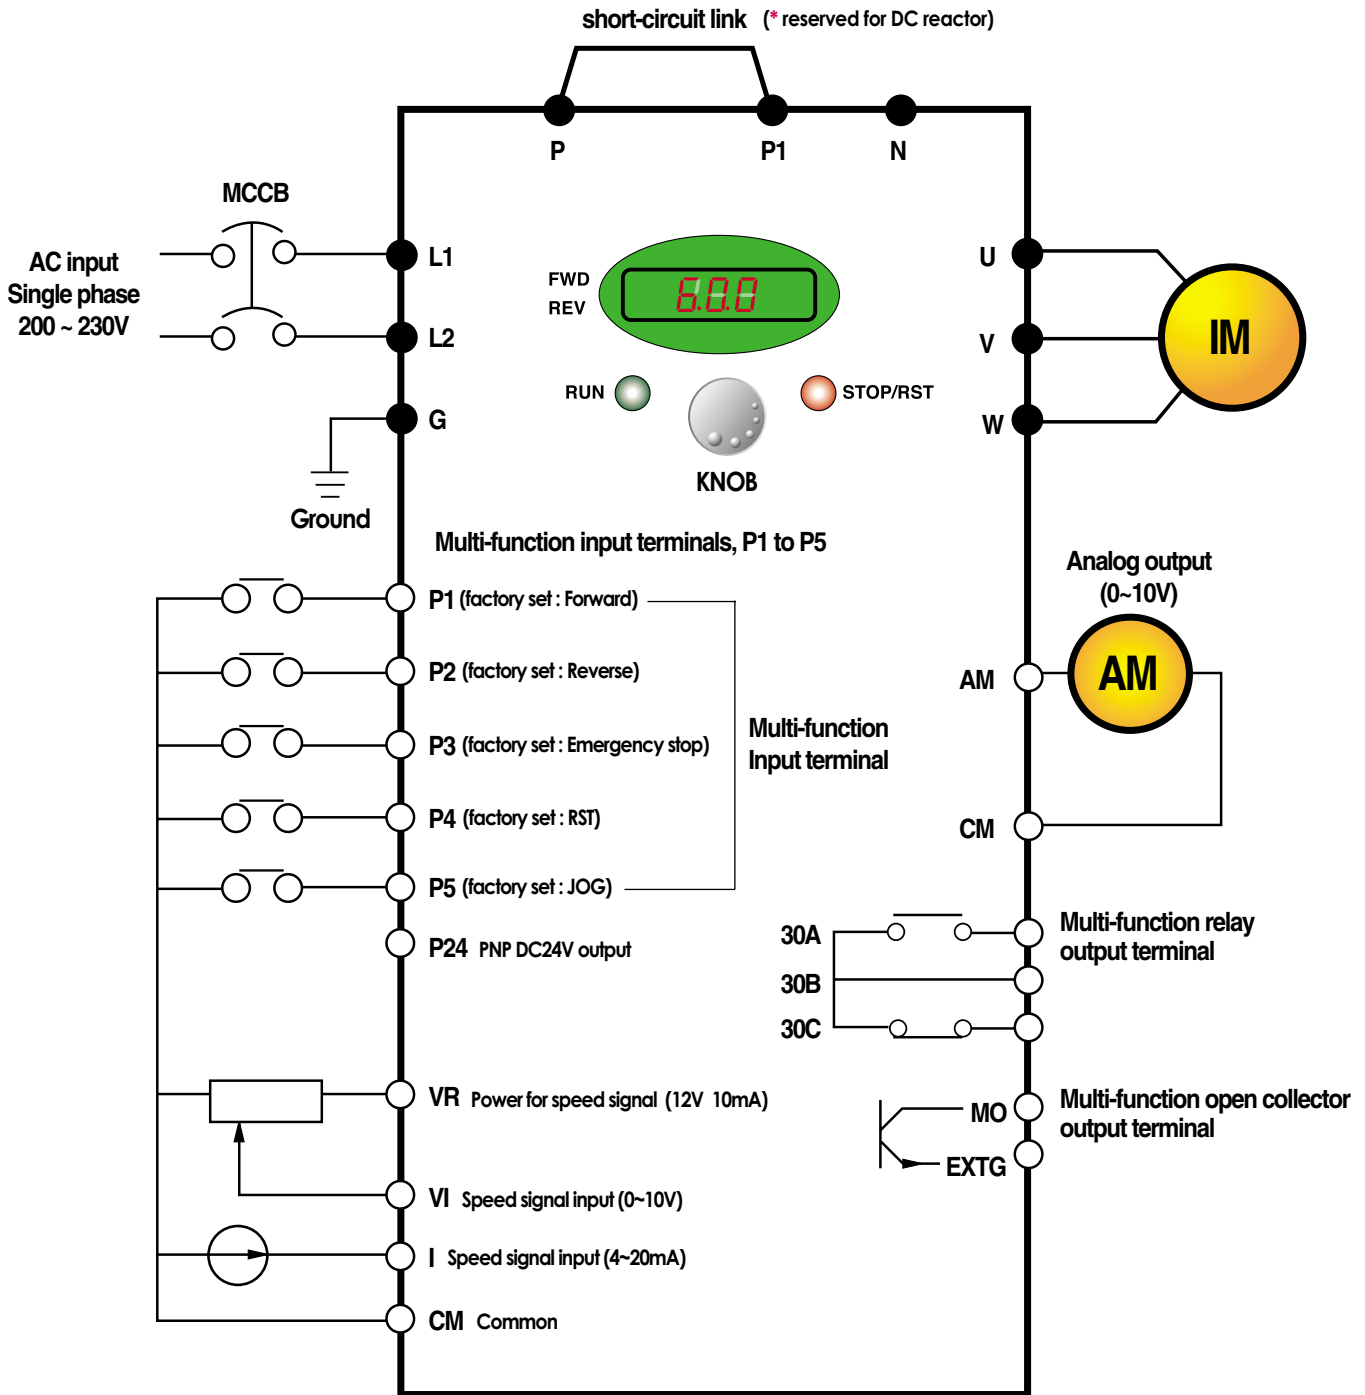 short-circuit link (* reserved for DC reactor)
P
P1
N
MCCB
AC input
Single phase
200 ~ 230V
L1
L2
G
Ground
FWD
REV
6.0.0
RUN
STOP/RST
KNOB
U
V
W
IM
Multi-function input terminals, P1 to P5
P1 (factory set : Forward)
P2 (factory set : Reverse)
P3 (factory set : Emergency stop)
P4 (factory set : RST)
P5 (factory set : JOG)
Multi-function
Input terminal
P24 PNP DC24V output
VR Power for speed signal (12V 10mA)
VI Speed signal input (0~10V)
I Speed signal input (4~20mA)
CM Common
Analog output
(0~10V)
AM
AM
CM
30A
30B
30C
Multi-function relay
output terminal
MO
EXTG
Multi-function open collector
output terminal